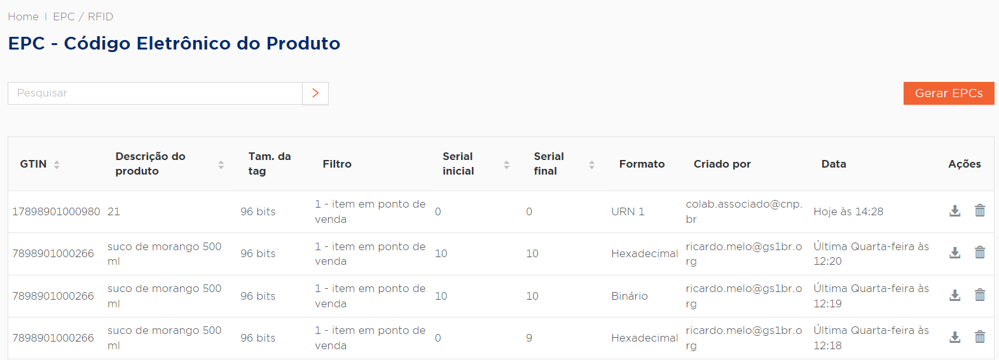 Home | EPC / RFID
EPC - Código Eletrônico do Produto
Pesquisar
Gerar EPCs
GTIN Descrição do produto Tam. da tag Filtro Serial inicial Serial final Formato Criado por Data Ações
17898901000980 21 96 bits 1 - item em ponto de venda 0 0 URN 1 colab.associado@cnp.br Hoje às 14:28
7898901000266 suco de morango 500 ml 96 bits 1 - item em ponto de venda 10 10 Hexadecimal ricardo.melo@gs1br.org Última Quarta-feira às 12:20
7898901000266 suco de morango 500 ml 96 bits 1 - item em ponto de venda 10 10 Binário ricardo.melo@gs1br.org Última Quarta-feira às 12:19
7898901000266 suco de morango 500 ml 96 bits 1 - item em ponto de venda 0 9 Hexadecimal ricardo.melo@gs1br.org Última Quarta-feira às 12:18